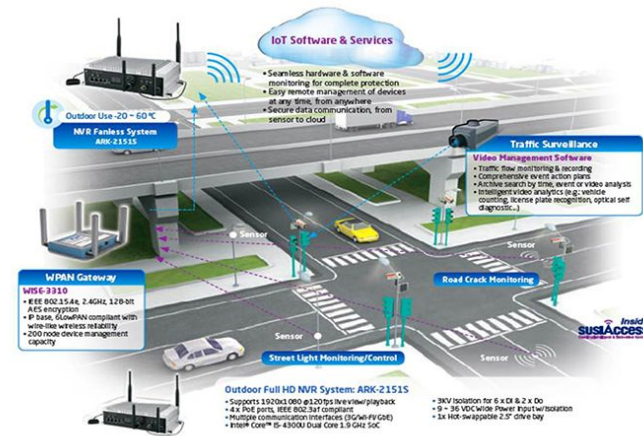 IoT Software & Services
• Seamless hardware & software
monitoring for complete protection
• Easy remote management of devices
at any time, from anywhere
• Secure data communication, from
sensor to cloud
Outdoor Use -20 ~ 60 ℃
NVR Fanless System
ARK-2151S
Traffic Surveillance
Video Management Software
• Traffic flow monitoring & recording
• Comprehensive event action plans
• Archive search by time, event or video analysis
• Intelligent video analytics (e.g.; vehicle
counting, license plate recognition, optical self
diagnostic...)
Sensor
Sensor
WPAN Gateway
WISE-3310
• IEEE 802.15.4e, 2.4GHz, 128-bit
AES encryption
• IP base, 6LowPAN compliant with
wire-like wireless reliability
• 200 node device management
capacity
Road Crack Monitoring
Inside
SUSIAccess
Sensor
Sensor
Street Light Monitoring/Control
Outdoor Full HD NVR System: ARK-2151S
• Supports 1920x1080 @120fps live view/playback
• 4 x PoE ports, IEEE 802.3af compliant
• Multiple communication interfaces (3G/Wi-Fi/GbE)
• Intel® Core™ i5-4300U Dual Core 1.9 GHz SoC
• 3KV Isolation for 6 x DI & 2 x Do
• 9 ~ 36 VDC Wide Power Input w/Isolation
• 1x Hot-swappable 2.5" drive bay